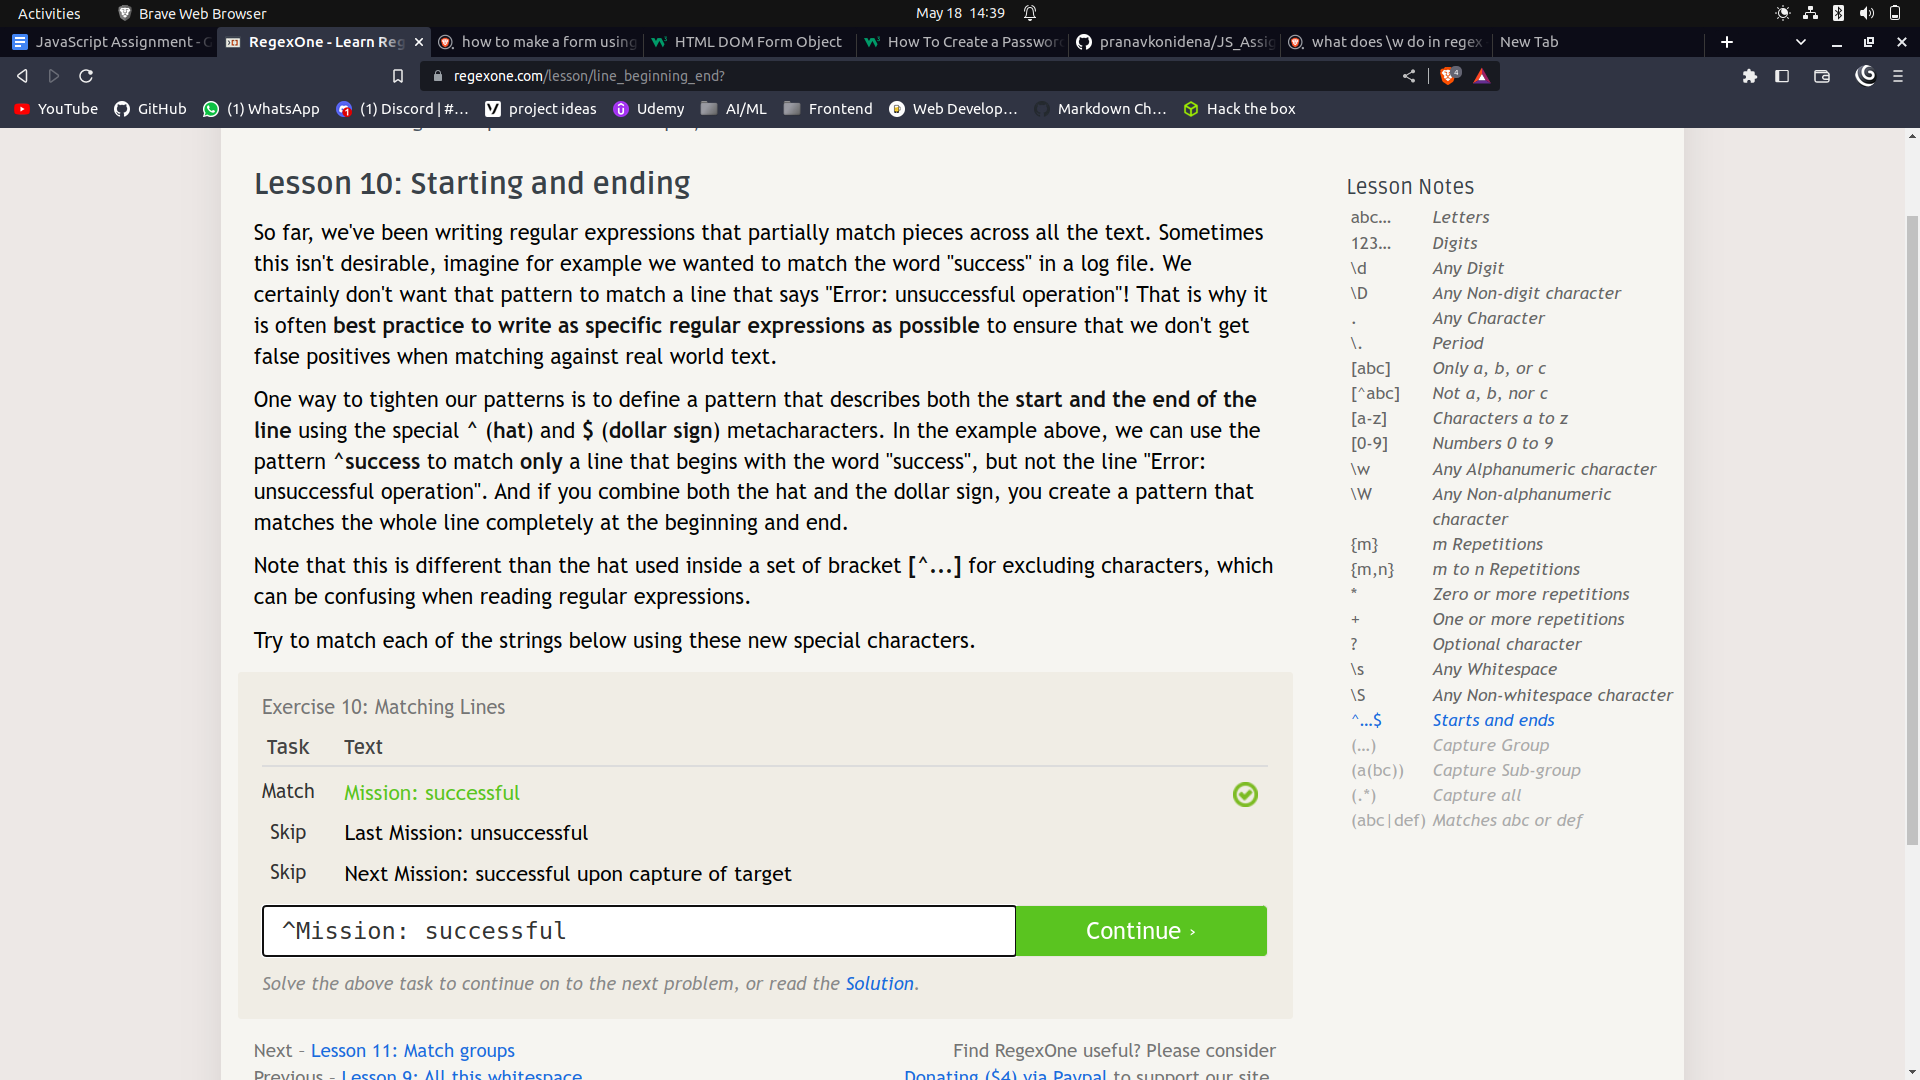 Activities
Brave Web Browser
May 18 14:39
JavaScript Assignment - G
RegexOne - Learn Reg
how to make a form using
HTML DOM Form Object
How To Create a Passwor
pranavkonidena/JS_Assig
what does \w do in regex
New Tab
regexone.com/lesson/line_beginning_end?
4
YouTube
GitHub
(1) WhatsApp
(1) Discord | #...
project ideas
Udemy
AI/ML
Frontend
Web Develop...
Markdown Ch...
Hack the box
Lesson 10: Starting and ending
So far, we've been writing regular expressions that partially match pieces across all the text. Sometimes
this isn't desirable, imagine for example we wanted to match the word "success" in a log file. We
certainly don't want that pattern to match a line that says "Error: unsuccessful operation"! That is why it
is often best practice to write as specific regular expressions as possible to ensure that we don't get
false positives when matching against real world text.
One way to tighten our patterns is to define a pattern that describes both the start and the end of the
line using the special ^ (hat) and $ (dollar sign) metacharacters. In the example above, we can use the
pattern ^success to match only a line that begins with the word "success", but not the line "Error:
unsuccessful operation". And if you combine both the hat and the dollar sign, you create a pattern that
matches the whole line completely at the beginning and end.
Note that this is different than the hat used inside a set of bracket [^...] for excluding characters, which
can be confusing when reading regular expressions.
Try to match each of the strings below using these new special characters.
Exercise 10: Matching Lines
Task Text
Match Mission: successful
Skip Last Mission: unsuccessful
Skip Next Mission: successful upon capture of target
^Mission: successful
Continue ›
Solve the above task to continue on to the next problem, or read the Solution.
Next – Lesson 11: Match groups
Previous – Lesson 9: All this whitespace
Find RegexOne useful? Please consider
Donating ($4) via Paypal to support our site.
Lesson Notes
abc... Letters
123... Digits
\d Any Digit
\D Any Non-digit character
. Any Character
\. Period
[abc] Only a, b, or c
[^abc] Not a, b, nor c
[a-z] Characters a to z
[0-9] Numbers 0 to 9
\w Any Alphanumeric character
\W Any Non-alphanumeric
character
{m} m Repetitions
{m,n} m to n Repetitions
* Zero or more repetitions
+ One or more repetitions
? Optional character
\s Any Whitespace
\S Any Non-whitespace character
^...$ Starts and ends
(...) Capture Group
(a(bc)) Capture Sub-group
(.*) Capture all
(abc|def) Matches abc or def